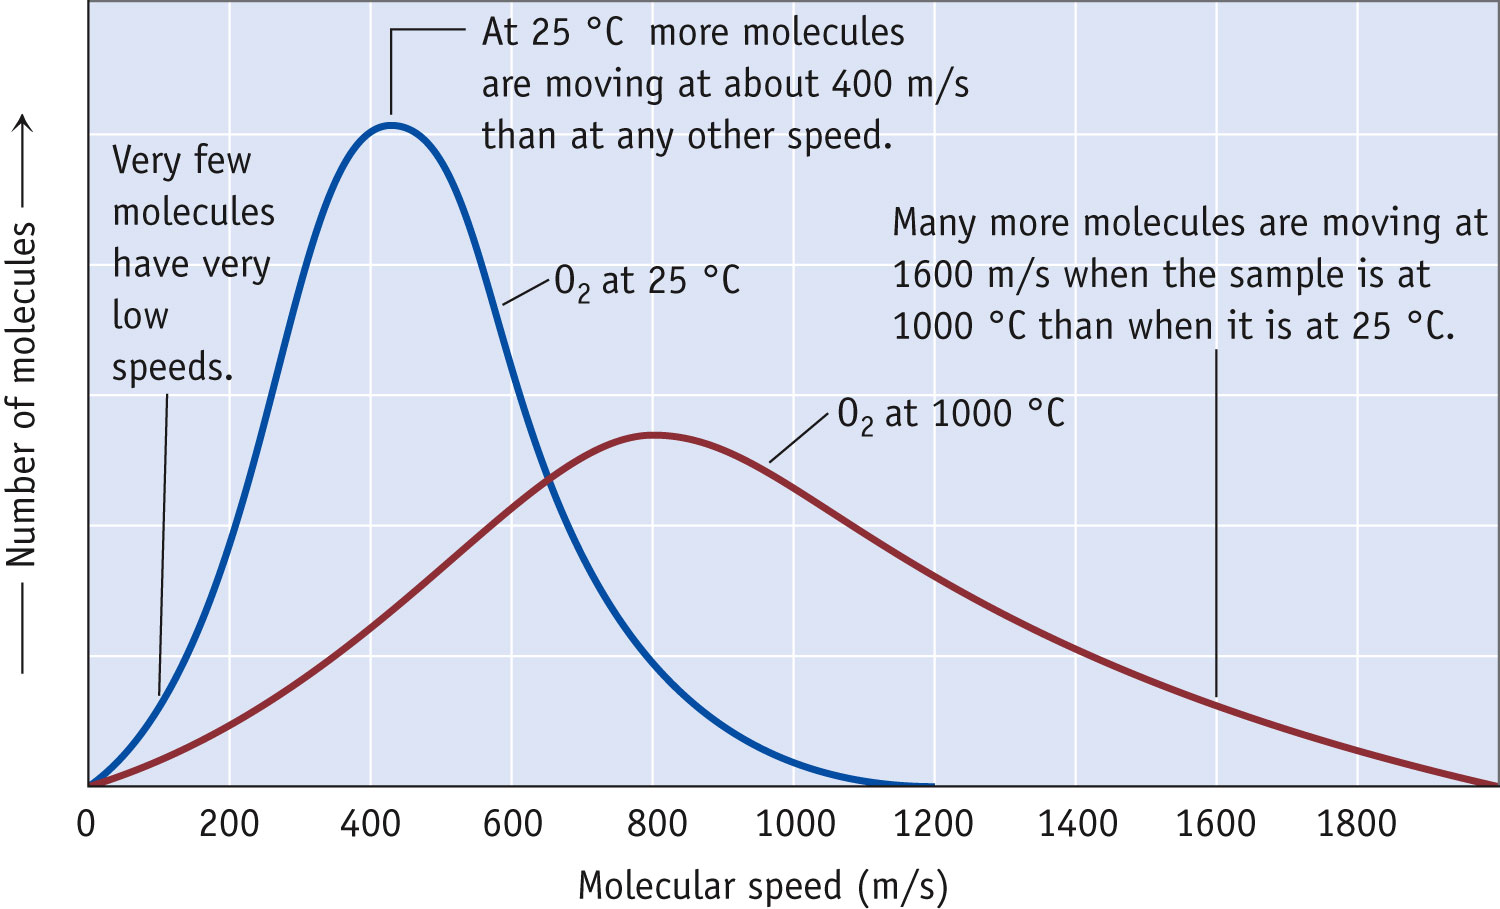 At 25 °C more molecules
are moving at about 400 m/s
than at any other speed.
Very few
molecules
have very
low
speeds.
Many more molecules are moving at
1600 m/s when the sample is at
1000 °C than when it is at 25 °C.
O₂ at 25 °C
O₂ at 1000 °C
Number of molecules
0 200 400 600 800 1000 1200 1400 1600 1800
Molecular speed (m/s)